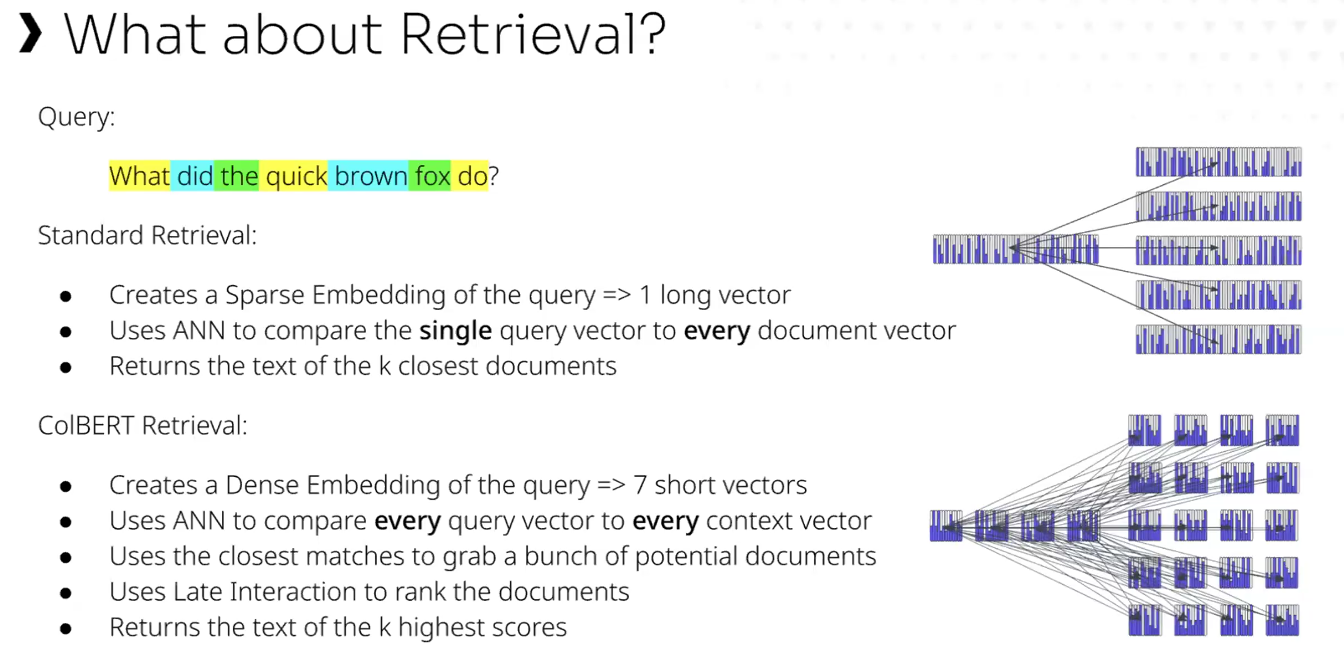 ❯ What about Retrieval?
Query:
What did the quick brown fox do?
Standard Retrieval:
● Creates a Sparse Embedding of the query => 1 long vector
● Uses ANN to compare the single query vector to every document vector
● Returns the text of the k closest documents
ColBERT Retrieval:
● Creates a Dense Embedding of the query => 7 short vectors
● Uses ANN to compare every query vector to every context vector
● Uses the closest matches to grab a bunch of potential documents
● Uses Late Interaction to rank the documents
● Returns the text of the k highest scores